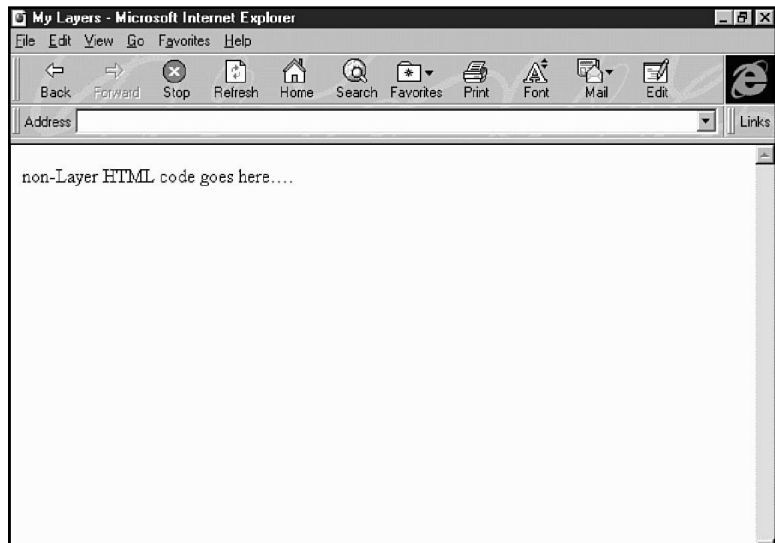 My Layers - Microsoft Internet Explorer
File Edit View Go Favorites Help
Back Forward Stop Refresh Home Search Favorites Print Font Mail Edit
Address Links
non-Layer HTML code goes here....